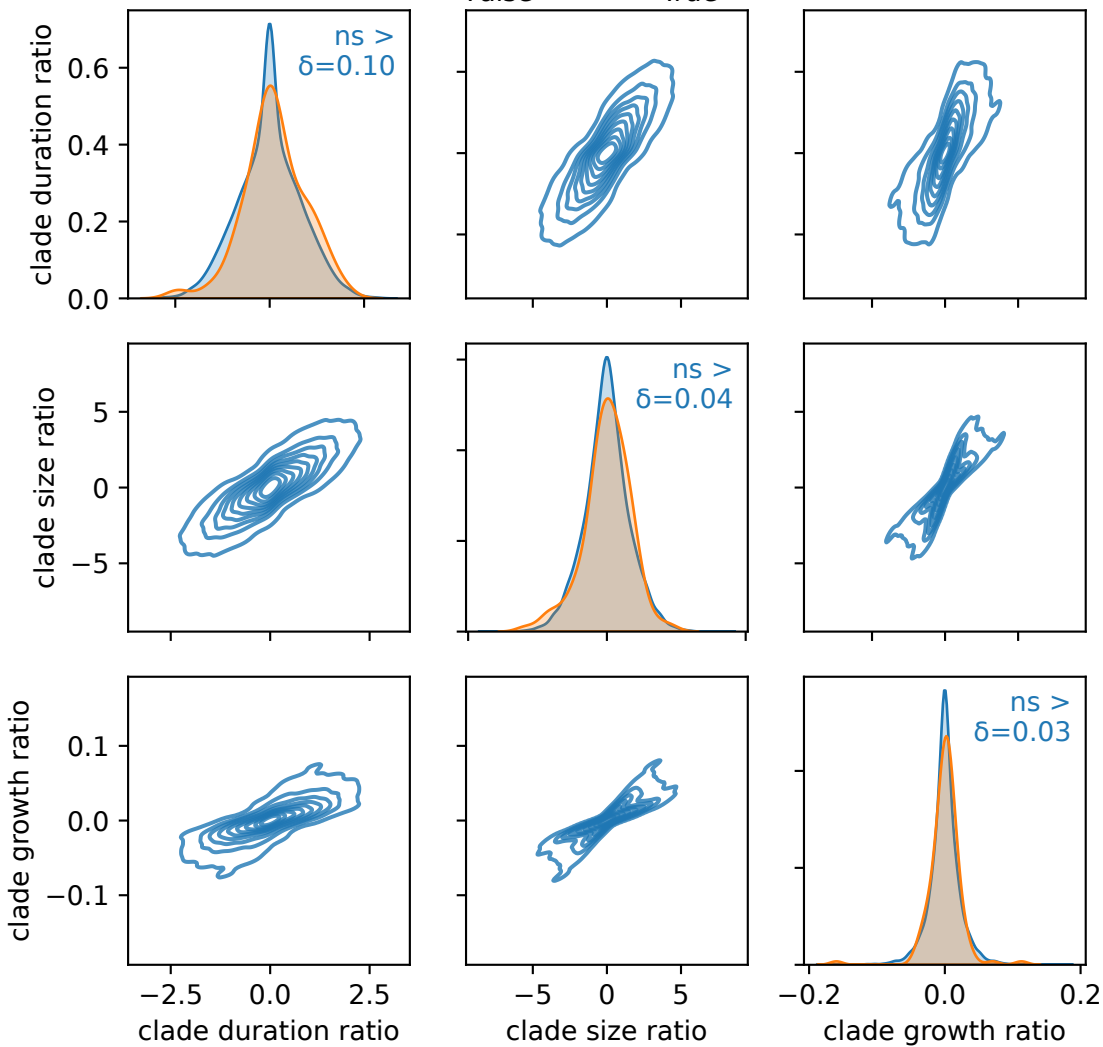 clade duration ratio
0.6
0.4
0.2
0.0
ns >
δ=0.10
clade size ratio
5
0
−5
ns >
δ=0.04
clade growth ratio
0.1
0.0
−0.1
ns >
δ=0.03
−2.5 0.0 2.5
−5 0 5
−0.2 0.0 0.2
clade duration ratio
clade size ratio
clade growth ratio